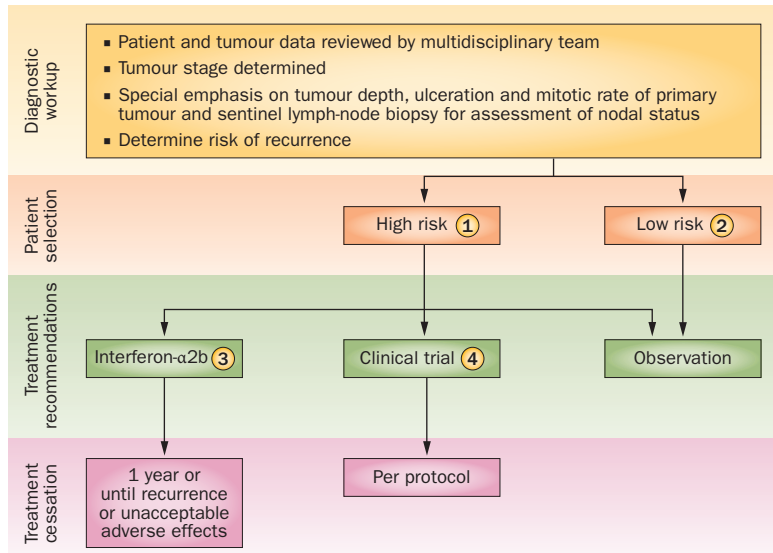 Diagnostic
workup
▪ Patient and tumour data reviewed by multidisciplinary team
▪ Tumour stage determined
▪ Special emphasis on tumour depth, ulceration and mitotic rate of primary
tumour and sentinel lymph-node biopsy for assessment of nodal status
▪ Determine risk of recurrence
Patient
selection
High risk 1
Low risk 2
Treatment
recommendations
Interferon-α2b 3
Clinical trial 4
Observation
Treatment
cessation
1 year or
until recurrence
or unacceptable
adverse effects
Per protocol